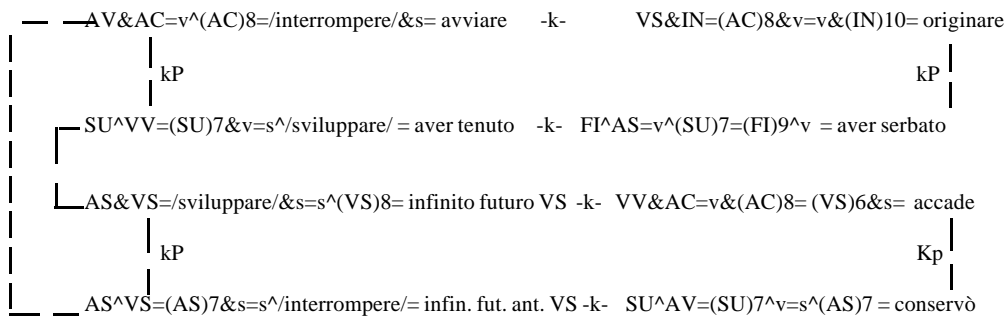 AV&AC=v^(AC)8=/interrompere/&s= avviare -k- VS&IN=(AC)8&v=v&(IN)10= originare
kP kP
SU^VV=(SU)7&v=s^/sviluppare/ = aver tenuto -k- FI^AS=v^(SU)7=(FI)9^v = aver serbato
AS&VS=/sviluppare/&s=s^(VS)8= infinito futuro VS -k- VV&AC=v&(AC)8= (VS)6&s= accade
kP Kp
AS^VS=(AS)7&s=s^/interrompere/= infin. fut. ant. VS -k- SU^AV=(SU)7^v=s^(AS)7 = conservò